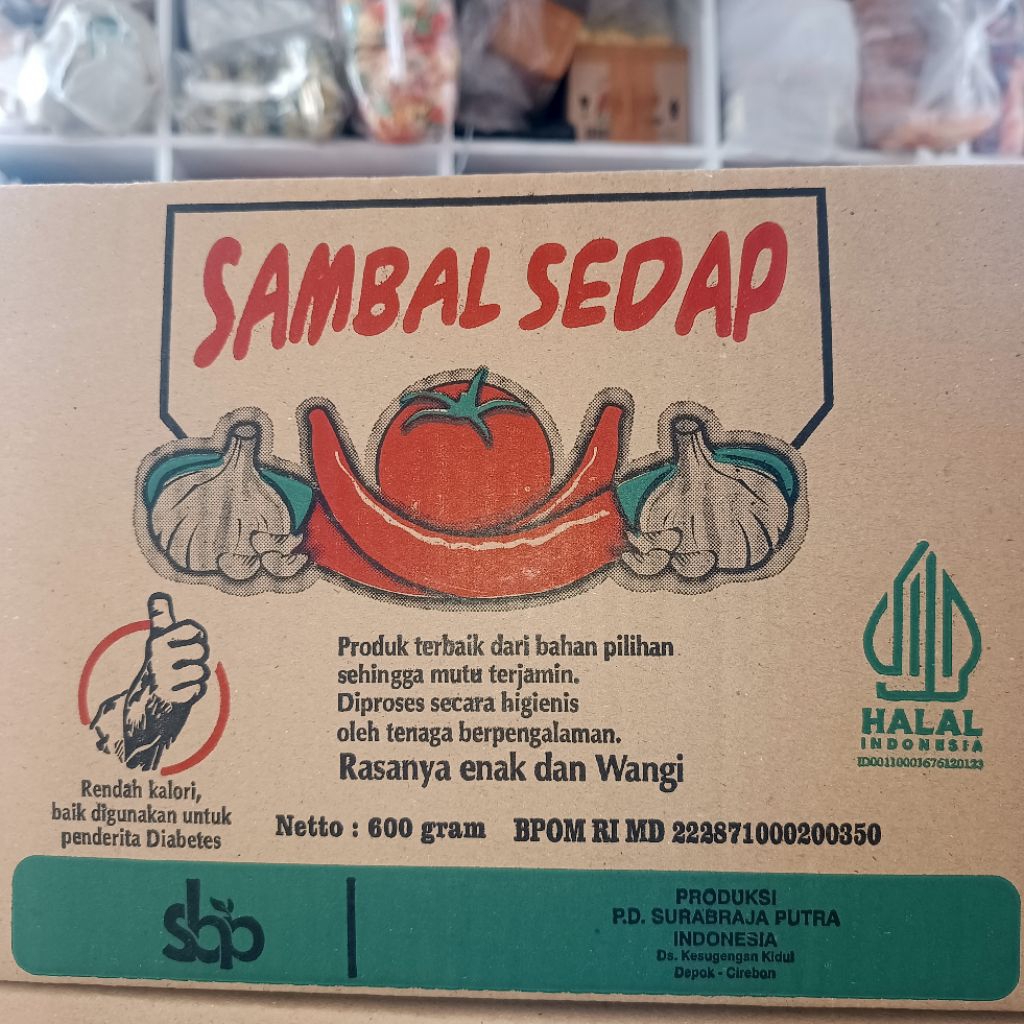 SAMBAL SEDAP
Produk terbaik dari bahan pilihan
sehingga mutu terjamin.
Diproses secara higienis
oleh tenaga berpengalaman.
Rasanya enak dan Wangi
Rendah kalori,
baik digunakan untuk
penderita Diabetes
HALAL
INDONESIA
ID00110003676120123
Netto : 600 gram BPOM RI MD 222871000200350
sbp
PRODUKSI
P.D. SURABRAJA PUTRA
INDONESIA
Ds. Kesugengan Kidul
Depok - Cirebon